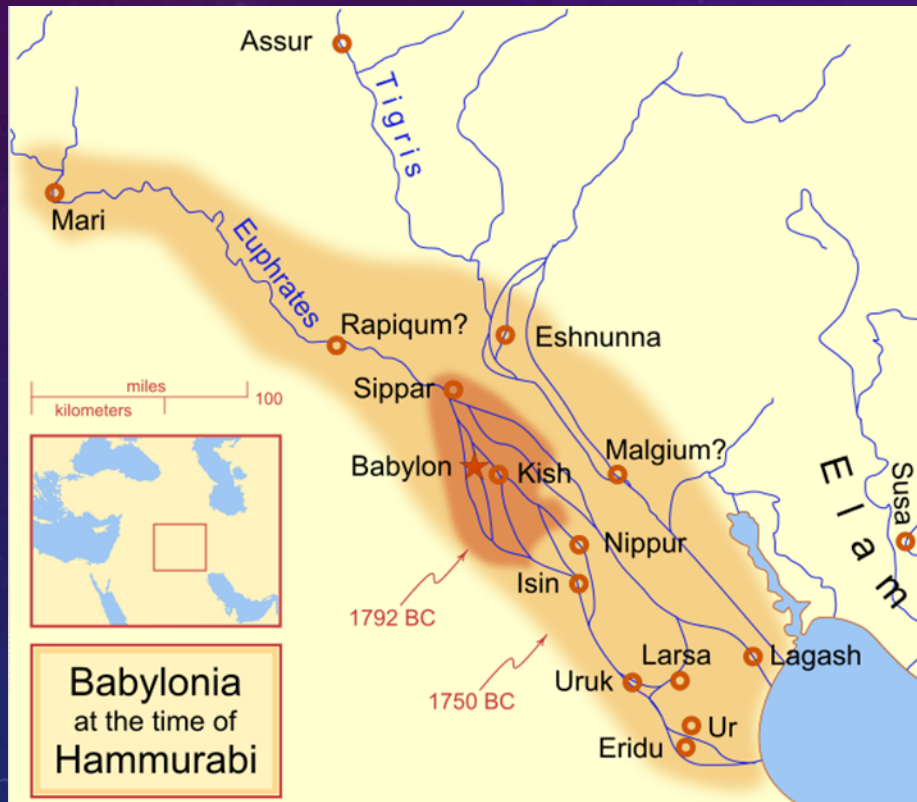 Assur
Tigris
Mari
Euphrates
Rapiqum?
Eshnunna
Sippar
miles
kilometers
100
Babylon
Kish
Malgium?
Elam
Susa
Nippur
Isin
1792 BC
Larsa
Lagash
Uruk
1750 BC
Ur
Eridu
Babylonia
at the time of
Hammurabi